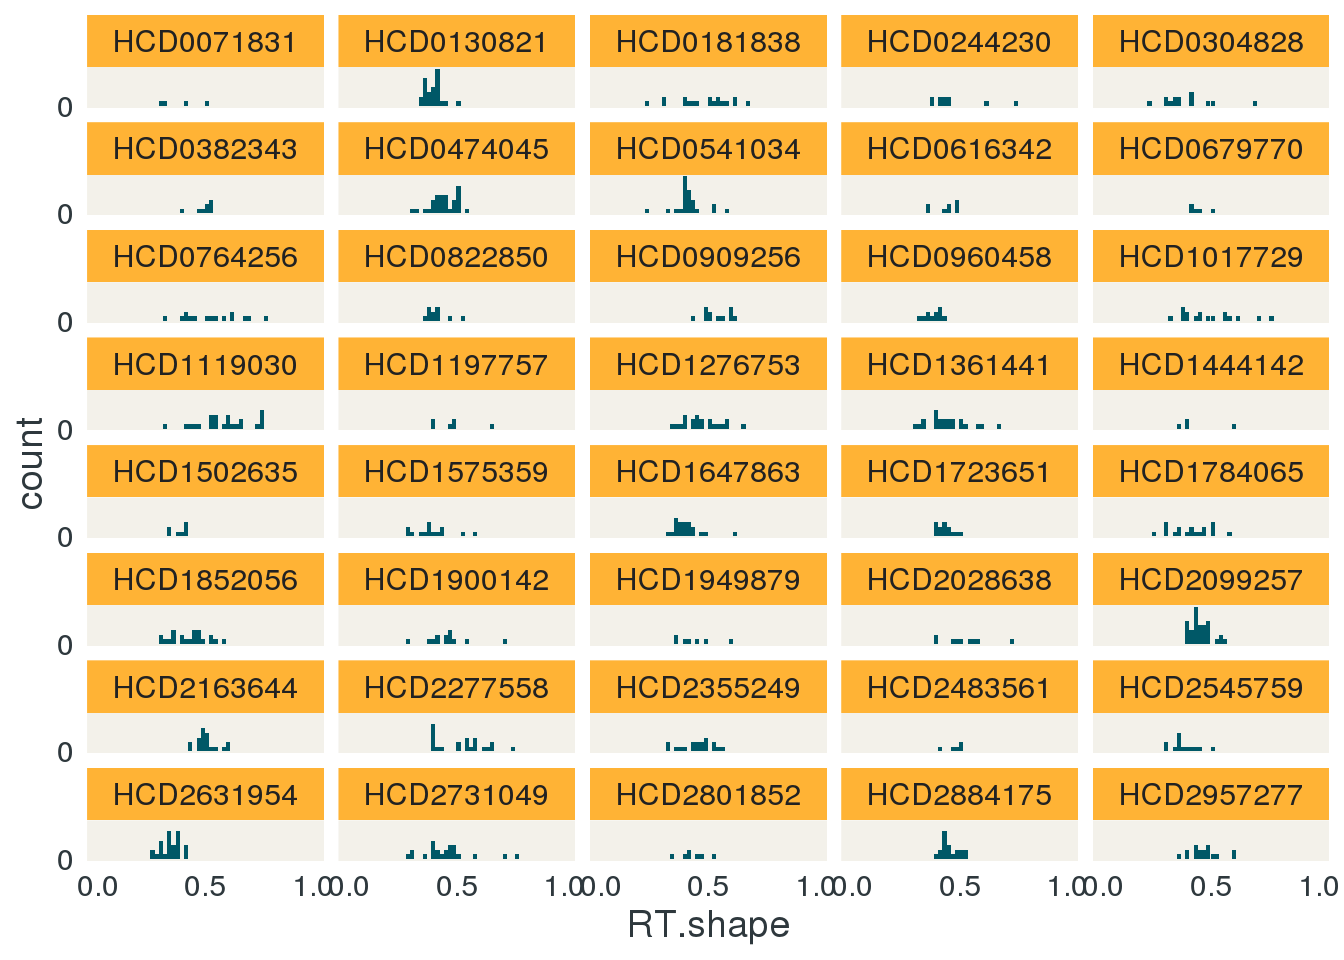 HCD0071831 HCD0130821 HCD0181838 HCD0244230 HCD0304828
0
HCD0382343 HCD0474045 HCD0541034 HCD0616342 HCD0679770
0
HCD0764256 HCD0822850 HCD0909256 HCD0960458 HCD1017729
0
HCD1119030 HCD1197757 HCD1276753 HCD1361441 HCD1444142
0
count
HCD1502635 HCD1575359 HCD1647863 HCD1723651 HCD1784065
0
HCD1852056 HCD1900142 HCD1949879 HCD2028638 HCD2099257
0
HCD2163644 HCD2277558 HCD2355249 HCD2483561 HCD2545759
0
HCD2631954 HCD2731049 HCD2801852 HCD2884175 HCD2957277
0
0.0 0.5 1.0 0.0 0.5 1.0 0.0 0.5 1.0 0.0 0.5 1.0 0.0 0.5 1.0
RT.shape